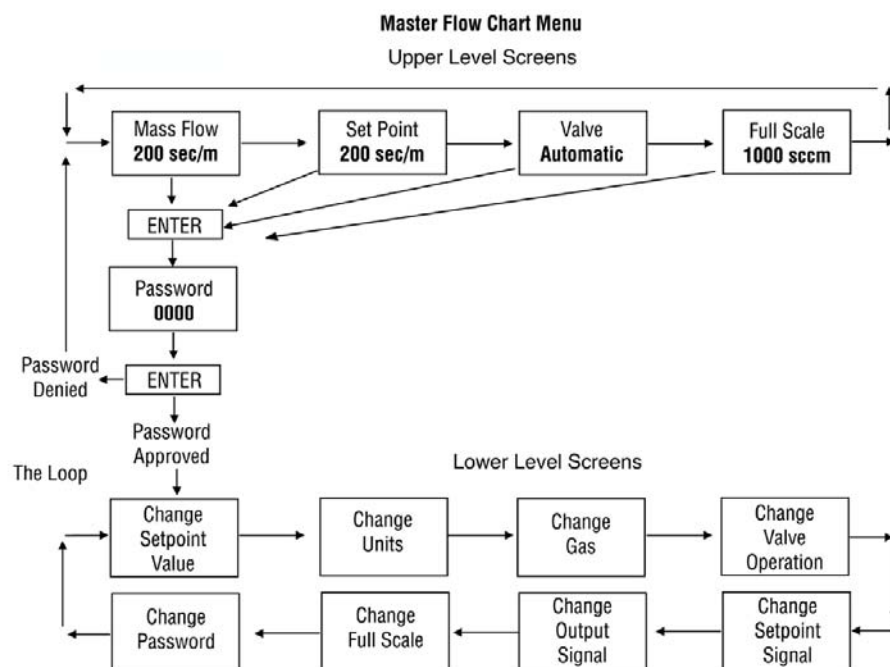 Master Flow Chart Menu
Upper Level Screens
Mass Flow
200 sec/m
Set Point
200 sec/m
Valve
Automatic
Full Scale
1000 sccm
ENTER
Password
0000
Password
Denied
ENTER
Password
Approved
The Loop
Lower Level Screens
Change
Setpoint
Value
Change
Units
Change
Gas
Change
Valve
Operation
Change
Password
Change
Full Scale
Change
Output
Signal
Change
Setpoint
Signal